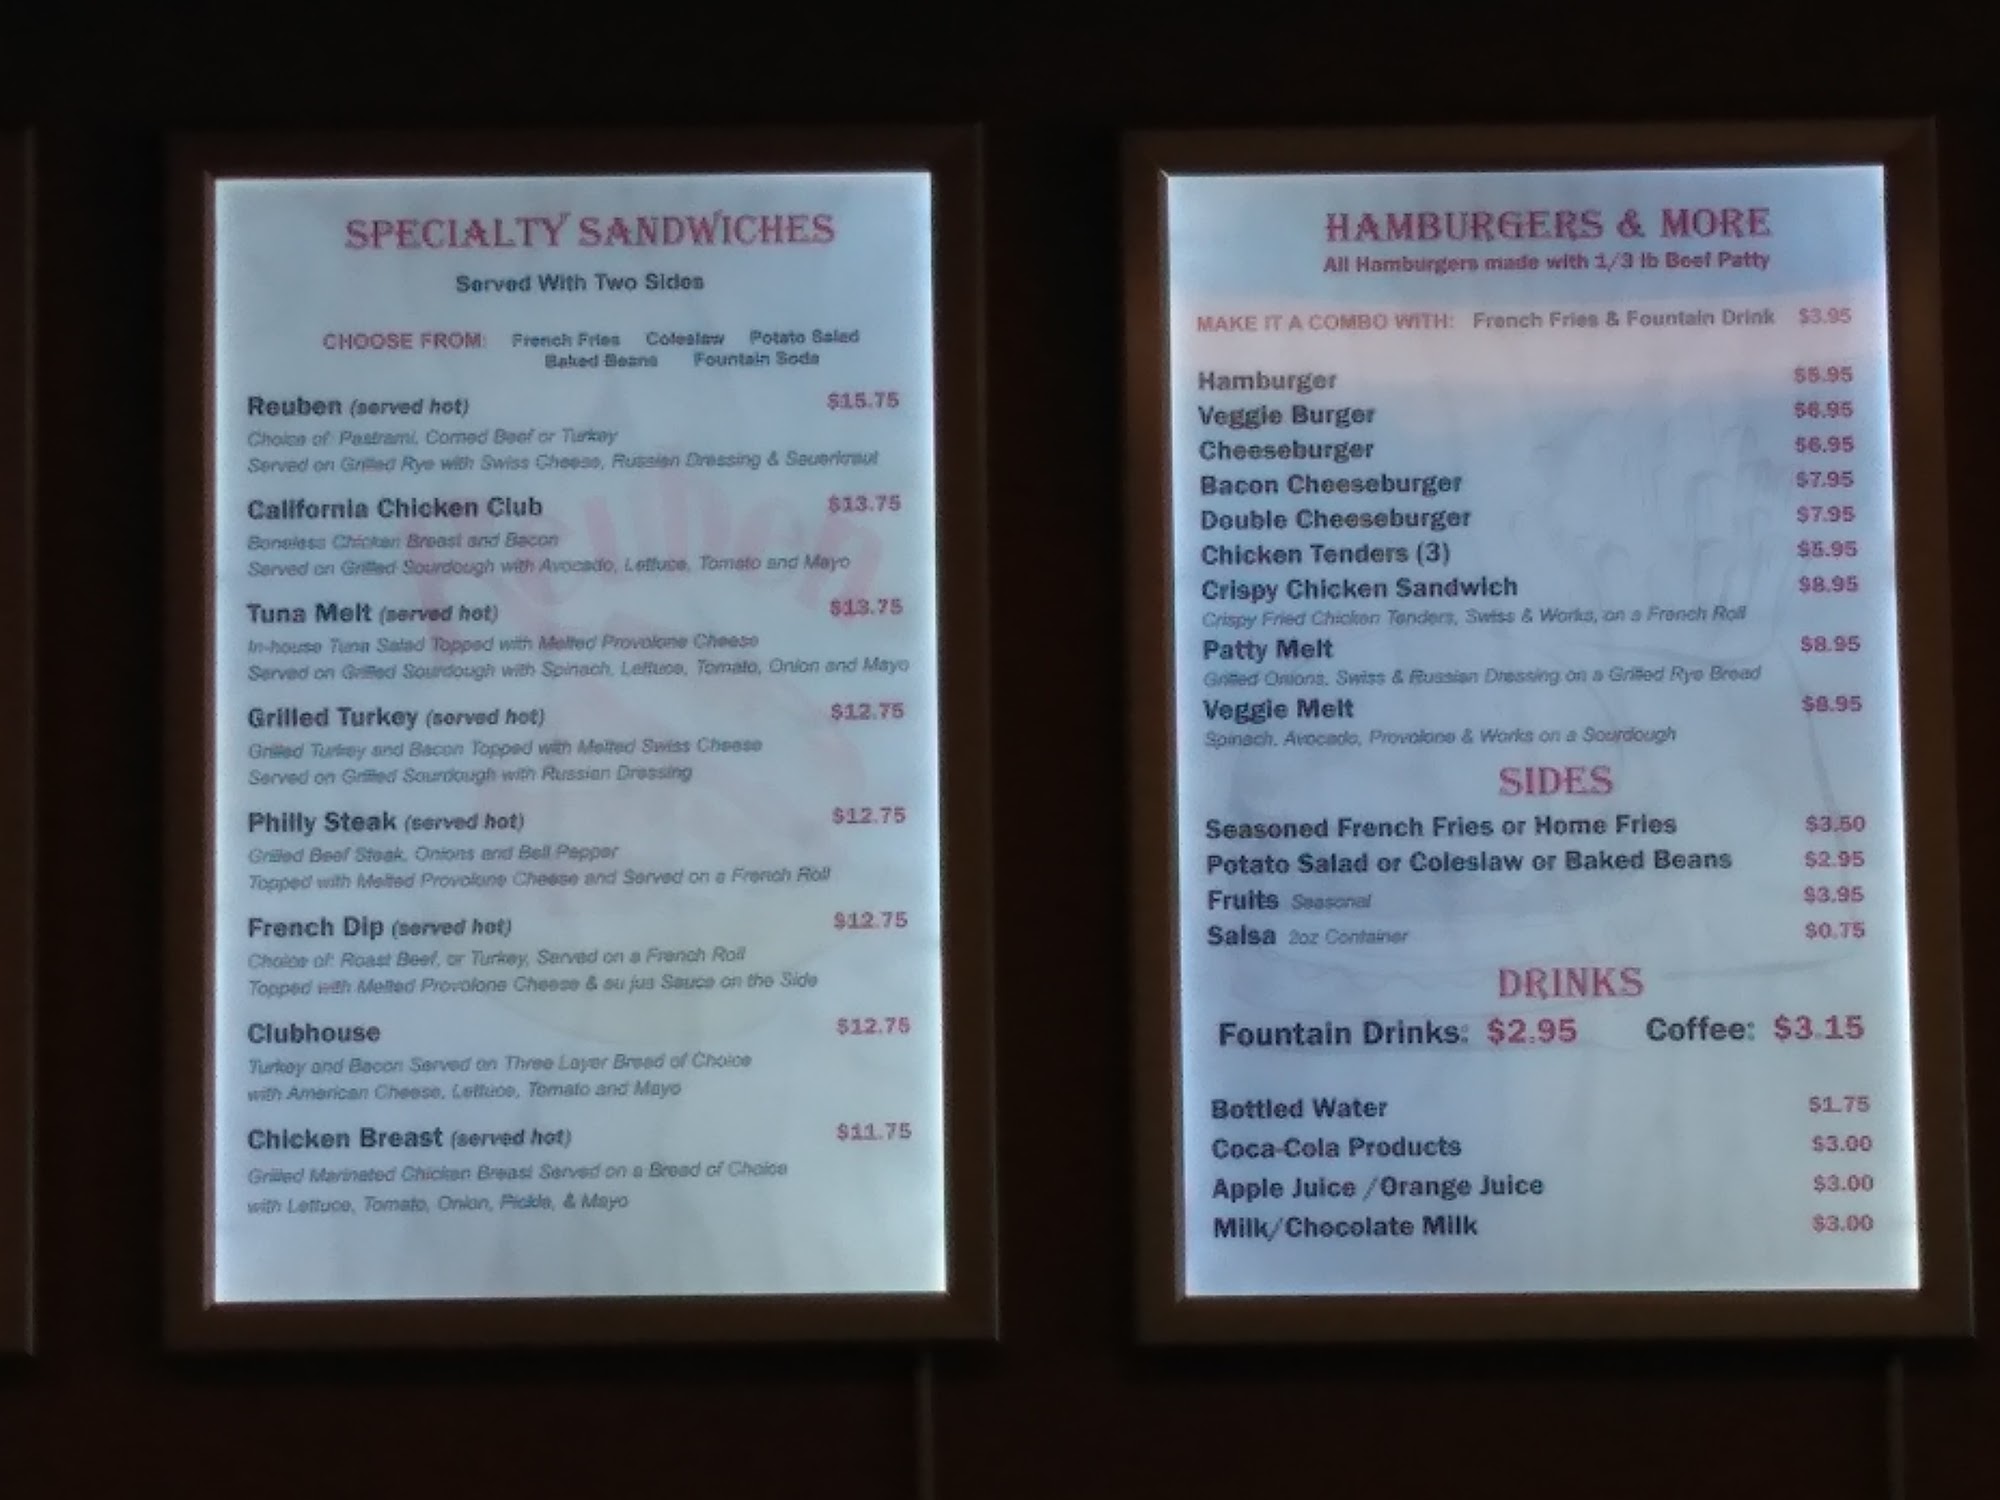 SPECIALTY SANDWICHES
Served With Two Sides
CHOOSE FROM: French Fries Coleslaw Potato Salad
Baked Beans Fountain Soda
Reuben (served hot) $15.75
Choice of: Pastrami, Corned Beef or Turkey
Served on Grilled Rye with Swiss Cheese, Russian Dressing & Sauerkraut
California Chicken Club $13.75
Boneless Chicken Breast and Bacon
Served on Grilled Sourdough with Avocado, Lettuce, Tomato and Mayo
Tuna Melt (served hot) $13.75
In-house Tuna Salad Topped with Melted Provolone Cheese
Served on Grilled Sourdough with Spinach, Lettuce, Tomato, Onion and Mayo
Grilled Turkey (served hot) $12.75
Grilled Turkey and Bacon Topped with Melted Swiss Cheese
Served on Grilled Sourdough with Russian Dressing
Philly Steak (served hot) $12.75
Grilled Beef Steak, Onions and Bell Pepper
Topped with Melted Provolone Cheese and Served on a French Roll
French Dip (served hot) $12.75
Choice of: Roast Beef, or Turkey, Served on a French Roll
Topped with Melted Provolone Cheese & au jus Sauce on the Side
Clubhouse $12.75
Turkey and Bacon Served on Three Layer Bread of Choice
with American Cheese, Lettuce, Tomato and Mayo
Chicken Breast (served hot) $11.75
Grilled Marinated Chicken Breast Served on a Bread of Choice
with Lettuce, Tomato, Onion, Pickle, & Mayo
HAMBURGERS & MORE
All Hamburgers made with 1/3 lb Beef Patty
MAKE IT A COMBO WITH: French Fries & Fountain Drink $3.95
Hamburger $5.95
Veggie Burger $6.95
Cheeseburger $6.95
Bacon Cheeseburger $7.95
Double Cheeseburger $7.95
Chicken Tenders (3) $5.95
Crispy Chicken Sandwich $8.95
Crispy Fried Chicken Tenders, Swiss & Works, on a French Roll
Patty Melt $8.95
Grilled Onions, Swiss & Russian Dressing on a Grilled Rye Bread
Veggie Melt $8.95
Spinach, Avocado, Provolone & Works on a Sourdough
SIDES
Seasoned French Fries or Home Fries $3.50
Potato Salad or Coleslaw or Baked Beans $2.95
Fruits Seasonal $3.95
Salsa 2oz Container $0.75
DRINKS
Fountain Drinks: $2.95 Coffee: $3.15
Bottled Water $1.75
Coca-Cola Products $3.00
Apple Juice /Orange Juice $3.00
Milk/Chocolate Milk $3.00